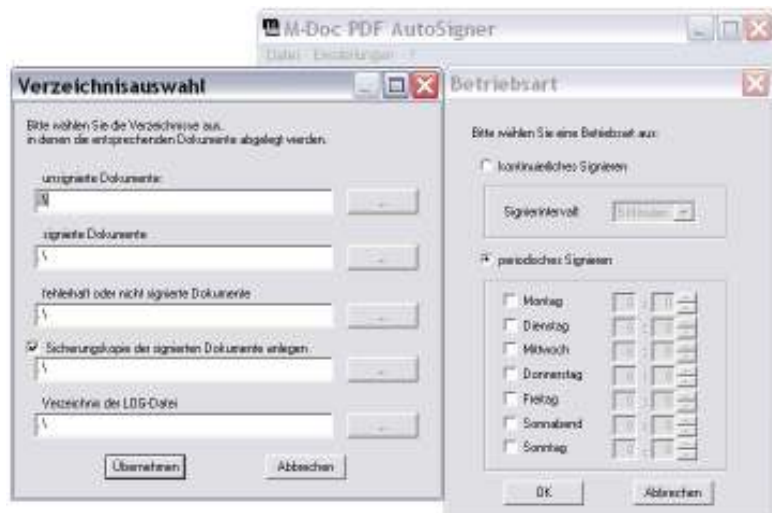 M-Doc PDF AutoSigner
Datei Einstellungen ?
Verzeichnisauswahl
Bitte wählen Sie die Verzeichnisse aus,
in denen die entsprechenden Dokumente abgelegt werden.
unsignierte Dokumente:
.\
...
signierte Dokumente
.\
...
fehlerhaft oder nicht signierte Dokumente
.\
...
Sicherungskopie der signierten Dokumente anlegen
.\
...
Verzeichnis der LOG-Datei
.\
...
Übernehmen
Abbrechen
Betriebsart
Bitte wählen Sie eine Betriebsart aus:
kontinuierliches Signieren
Signierintervall:
periodisches Signieren
Montag
Dienstag
Mittwoch
Donnerstag
Freitag
Sonnabend
Sonntag
OK
Abbrechen